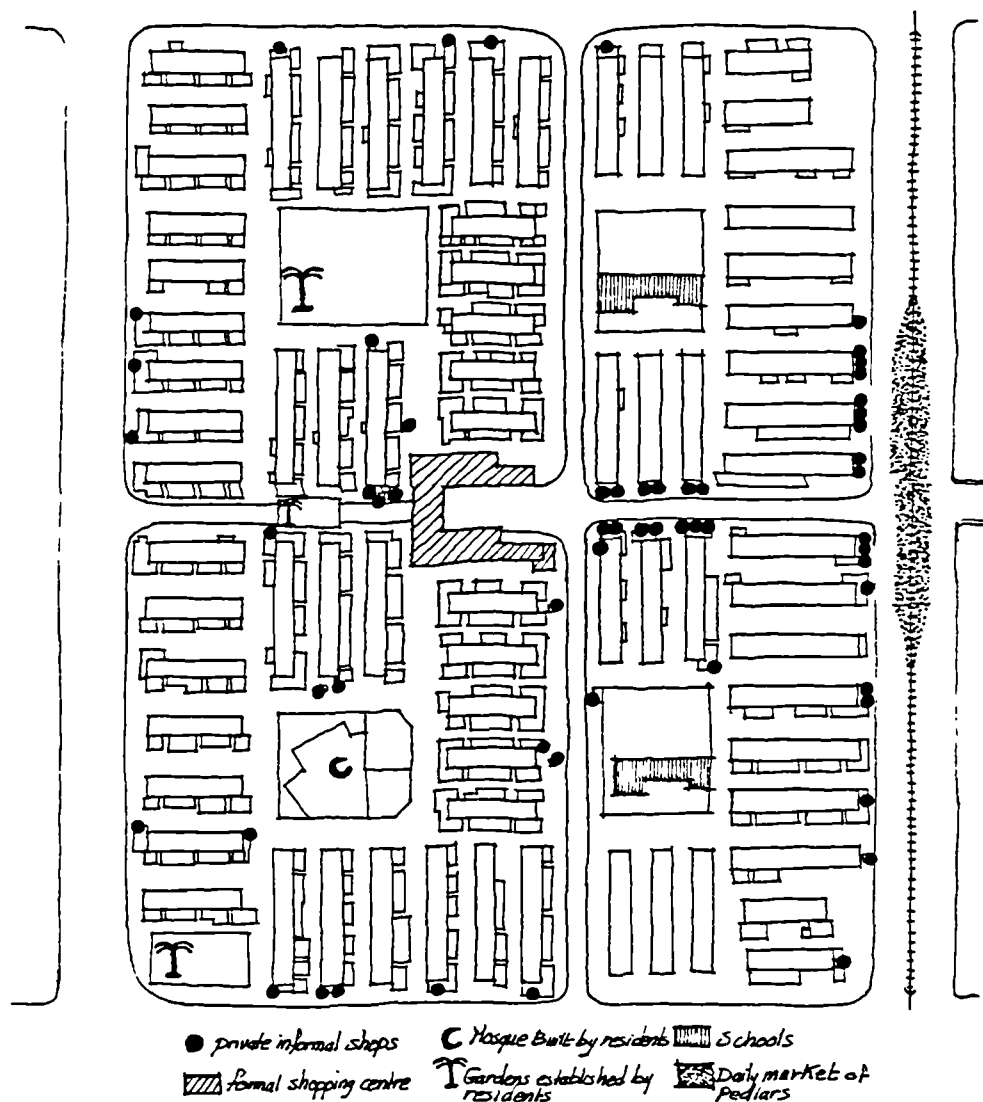 private informal shops
Mosque Built by residents
Schools
formal shopping centre
Gardens established by
residents
Daily market of
Pedlars